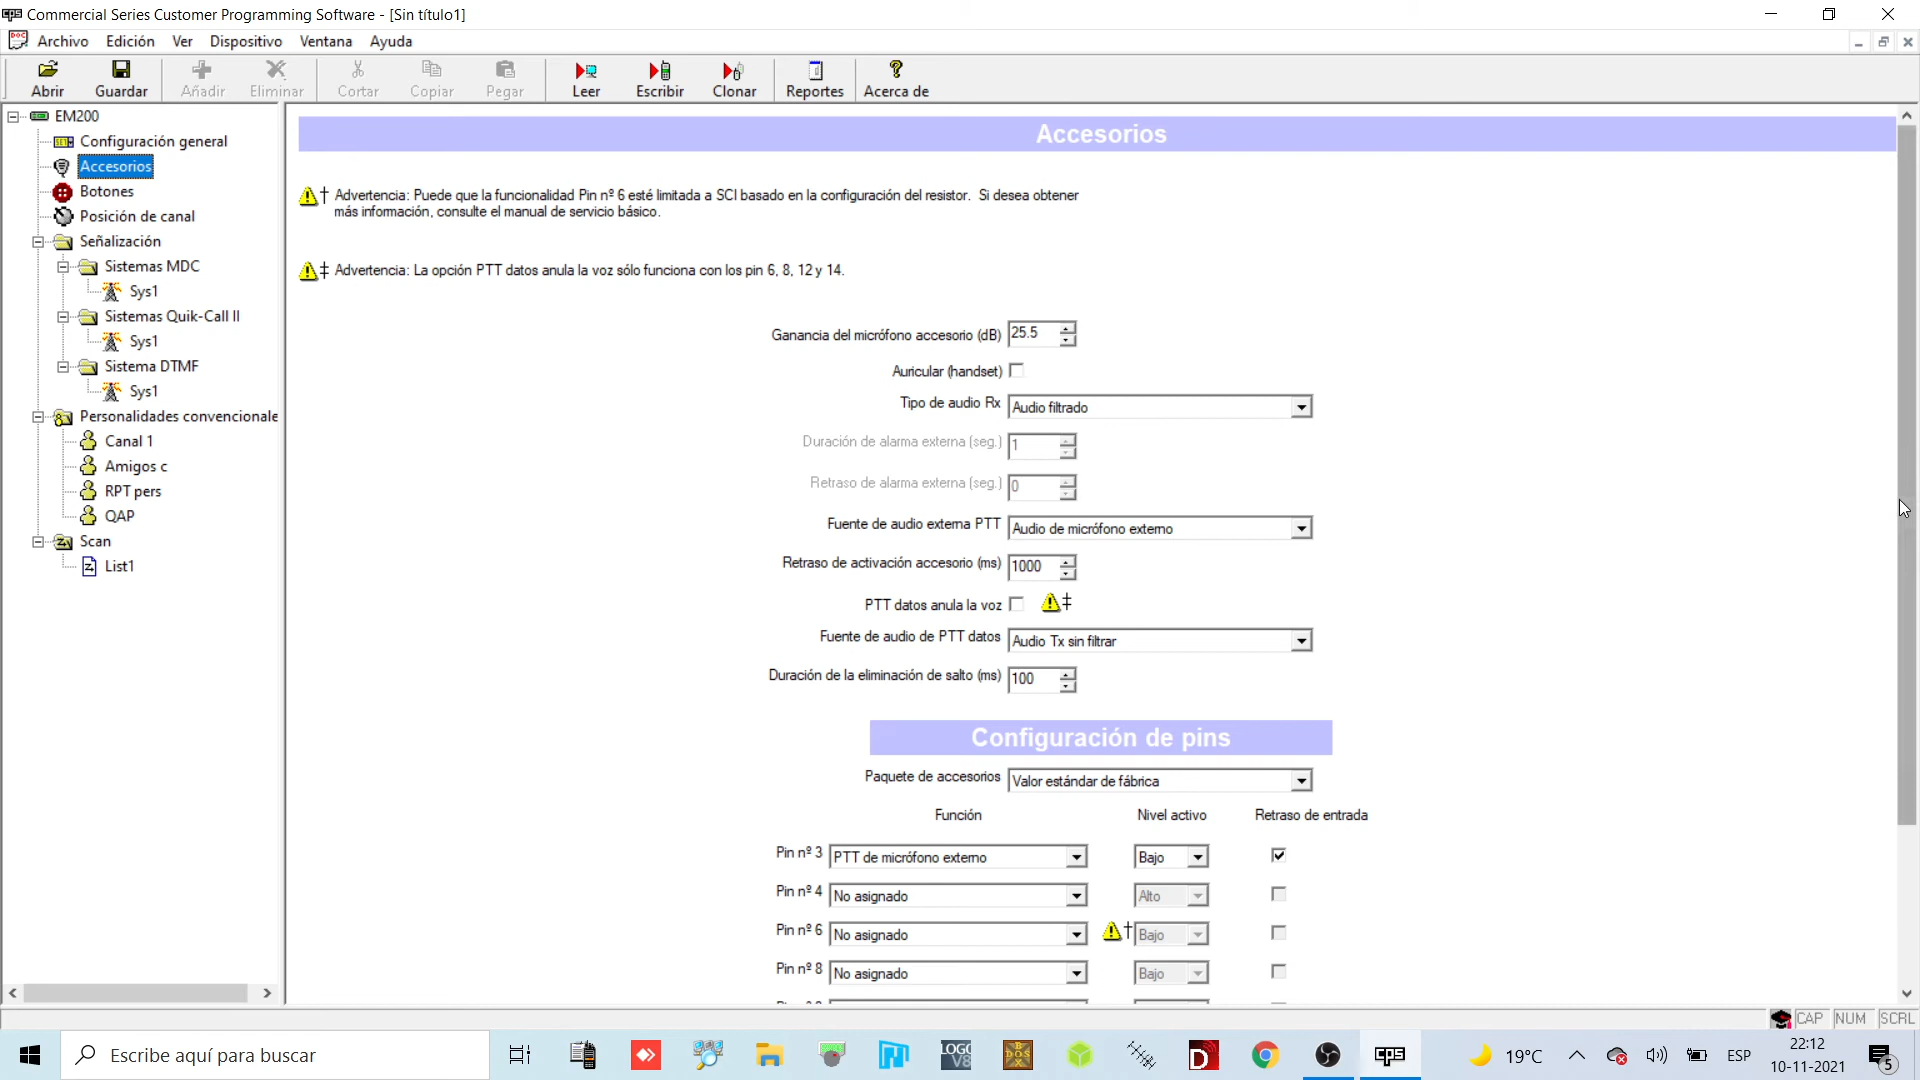 Commercial Series Customer Programming Software - [Sin título1]
Archivo Edición Ver Dispositivo Ventana Ayuda
Abrir Guardar Añadir Eliminar Cortar Copiar Pegar Leer Escribir Clonar Reportes Acerca de
EM200
Configuración general
Accesorios
Botones
Posición de canal
Señalización
Sistemas MDC
Sys1
Sistemas Quik-Call II
Sys1
Sistema DTMF
Sys1
Personalidades convencionale
Canal 1
Amigos c
RPT pers
QAP
Scan
List1
Accesorios
† Advertencia: Puede que la funcionalidad Pin nº 6 esté limitada a SCI basado en la configuración del resistor. Si desea obtener
más información, consulte el manual de servicio básico.
‡ Advertencia: La opción PTT datos anula la voz sólo funciona con los pin 6, 8, 12 y 14.
Ganancia del micrófono accesorio (dB) 25.5
Auricular (handset)
Tipo de audio Rx Audio filtrado
Duración de alarma externa (seg.) 1
Retraso de alarma externa (seg.) 0
Fuente de audio externa PTT Audio de micrófono externo
Retraso de activación accesorio (ms) 1000
PTT datos anula la voz ‡
Fuente de audio de PTT datos Audio Tx sin filtrar
Duración de la eliminación de salto (ms) 100
Configuración de pins
Paquete de accesorios Valor estándar de fábrica
Función Nivel activo Retraso de entrada
Pin nº 3 PTT de micrófono externo Bajo
Pin nº 4 No asignado Alto
Pin nº 6 No asignado † Bajo
Pin nº 8 No asignado Bajo
CAP NUM SCRL
Escribe aquí para buscar
LOGO V8
DOS BOX
cps
19°C
ESP
22:12
10-11-2021
5